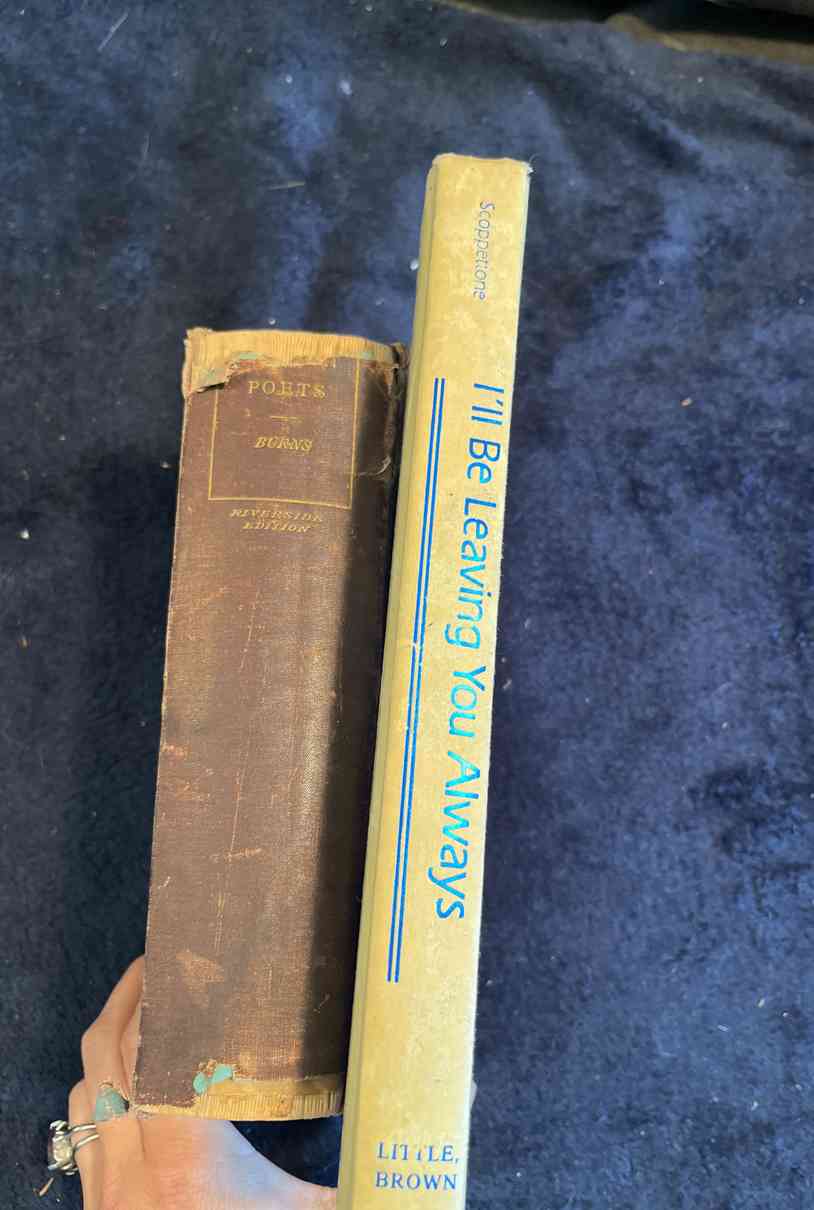 POETS
BURNS
RIVERSIDE
EDITION
Scoppettone
I'll Be Leaving You Always
LITTLE,
BROWN